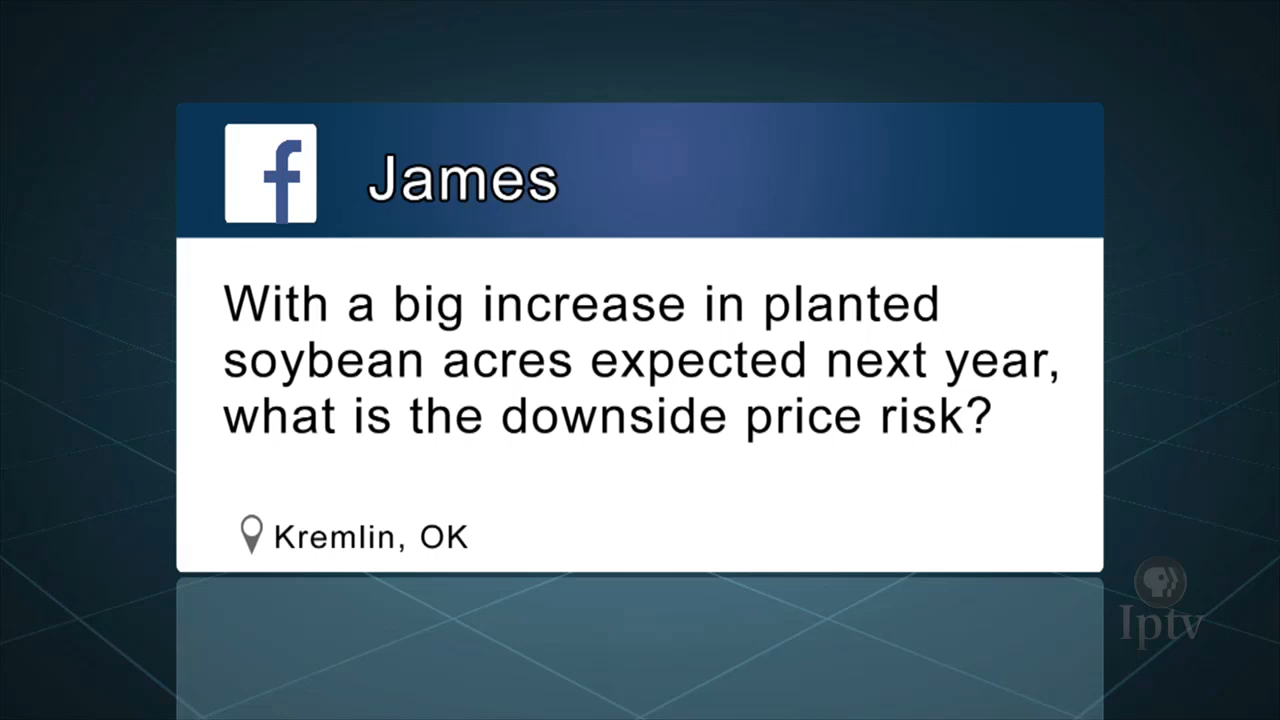 f
James
With a big increase in planted
soybean acres expected next year,
what is the downside price risk?
Kremlin, OK
Iptv